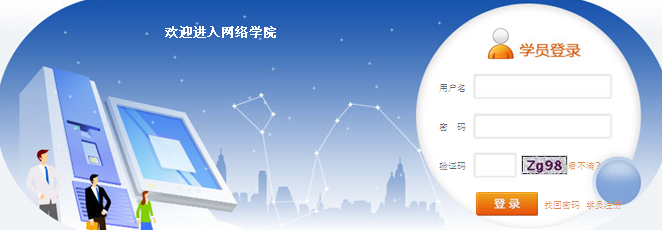 欢迎进入网络学院
学员登录
用户名
密 码
验证码 Zg98 看不清?
登 录 找回密码 学员注册